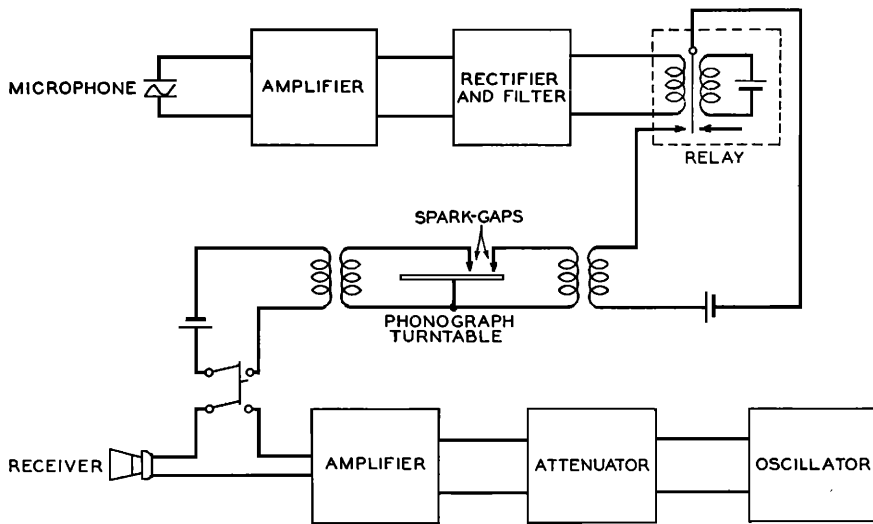 MICROPHONE
AMPLIFIER
RECTIFIER
AND FILTER
RELAY
SPARK-GAPS
PHONOGRAPH
TURNTABLE
RECEIVER
AMPLIFIER
ATTENUATOR
OSCILLATOR